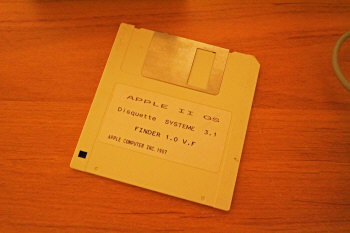 APPLE II GS
Disquette SYSTEME 3.1
FINDER 1.0 V.F
APPLE COMPUTER INC 1987